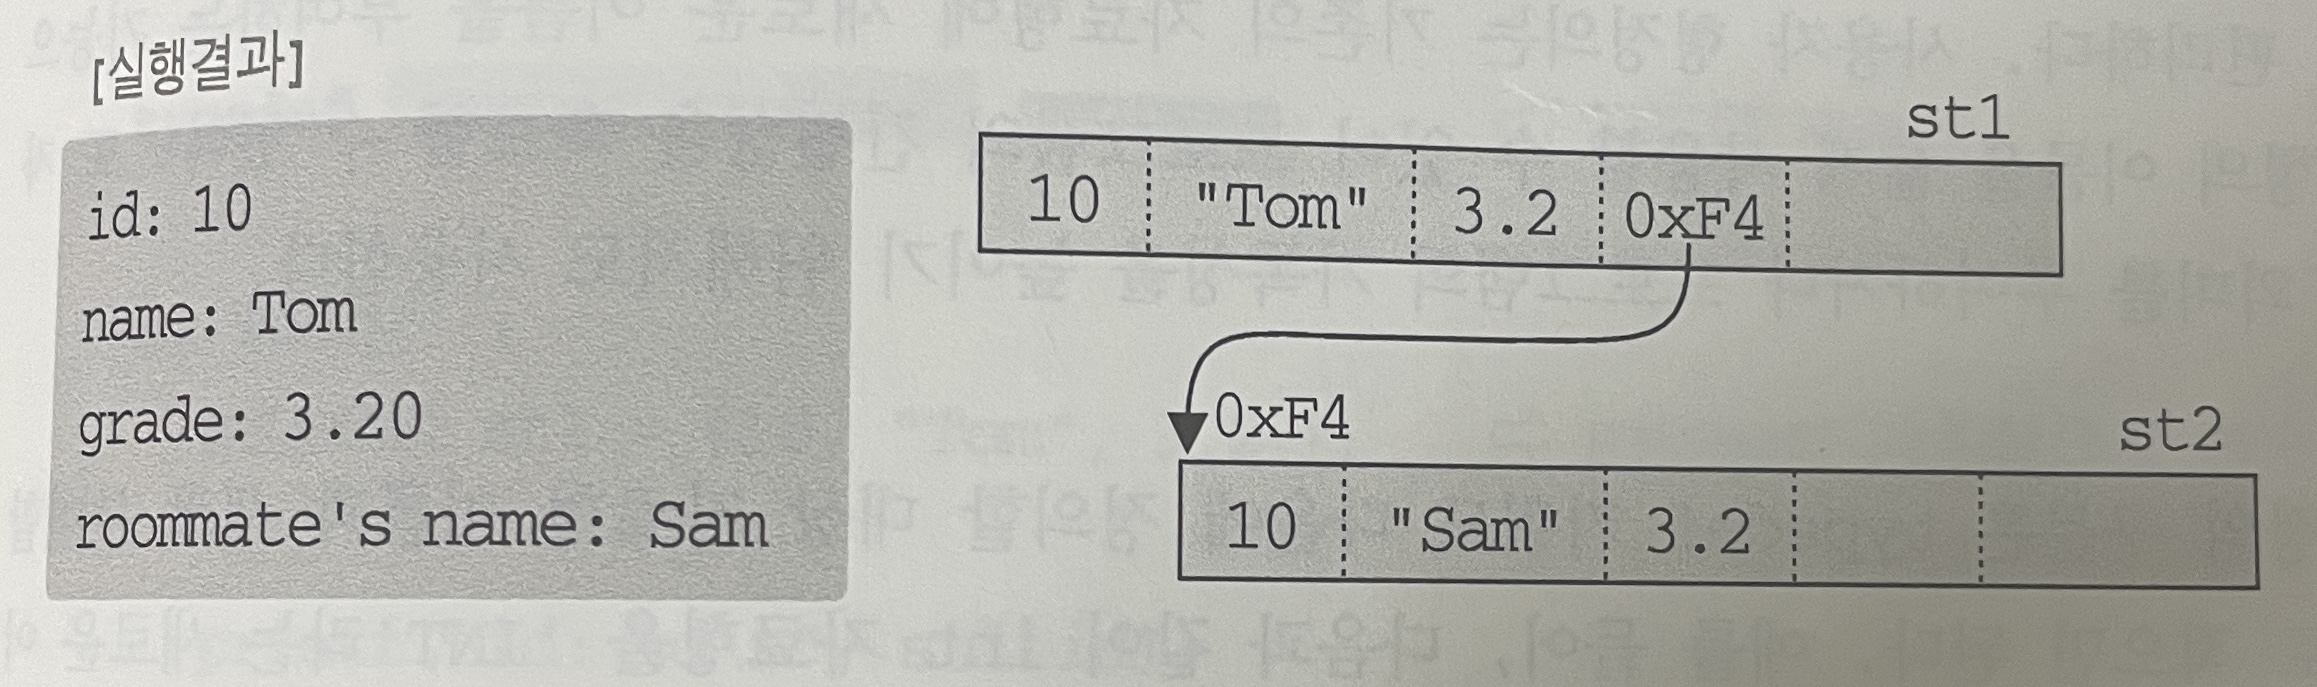 [실행결과]
id: 10
name: Tom
grade: 3.20
roommate's name: Sam
st1
10 "Tom" 3.2 0xF4
0xF4
st2
10 "Sam" 3.2